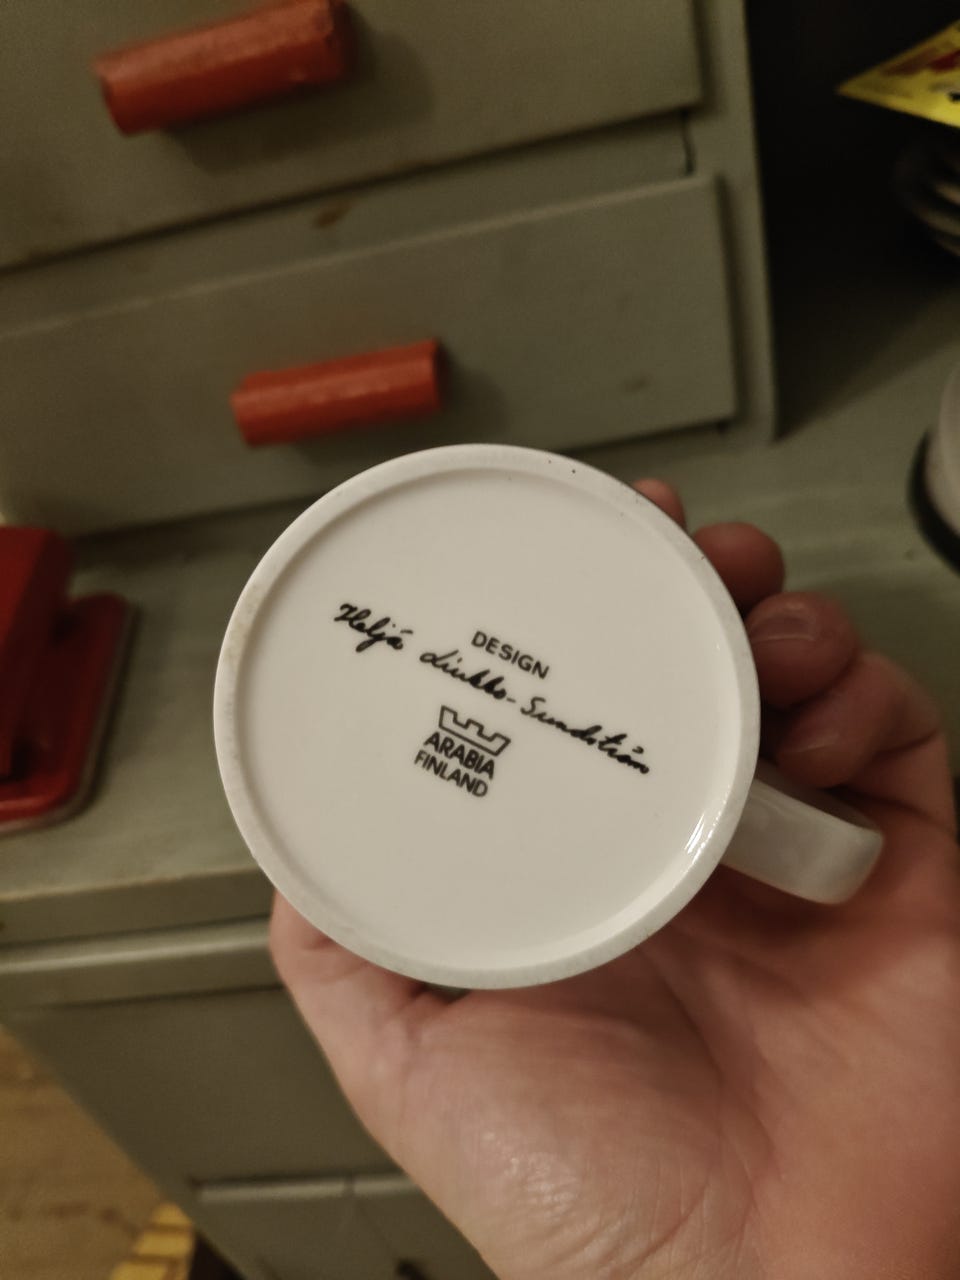 DESIGN
Heljä Liukko-Sundström
ARABIA
FINLAND